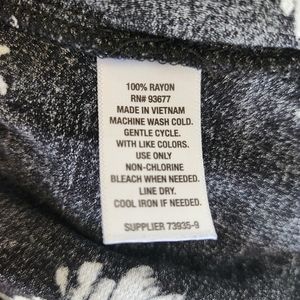 100% RAYON
RN# 93677
MADE IN VIETNAM
MACHINE WASH COLD.
GENTLE CYCLE.
WITH LIKE COLORS.
USE ONLY
NON-CHLORINE
BLEACH WHEN NEEDED.
LINE DRY.
COOL IRON IF NEEDED.
SUPPLIER 73935-9